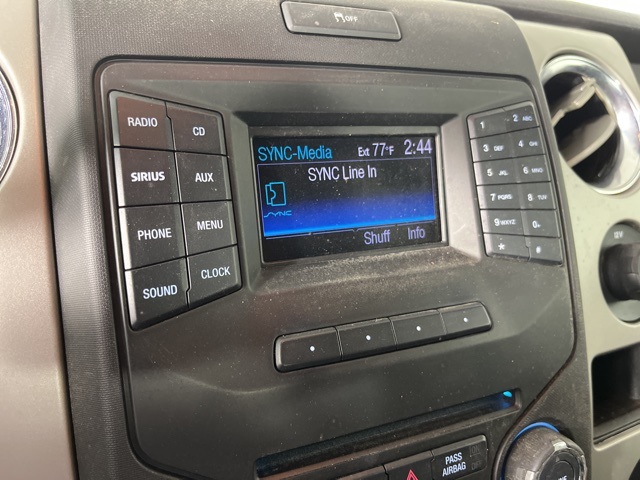 OFF
RADIO
CD
SIRIUS
AUX
PHONE
MENU
SOUND
CLOCK
SYNC-Media Ext 77°F 2:44
SYNC Line In
SYNC
Shuff Info
1 2 ABC
3 DEF 4 GHI
5 JKL 6 MNO
7 PQRS 8 TUV
9 WXYZ 0+
* #
12V
PASS
AIRBAG